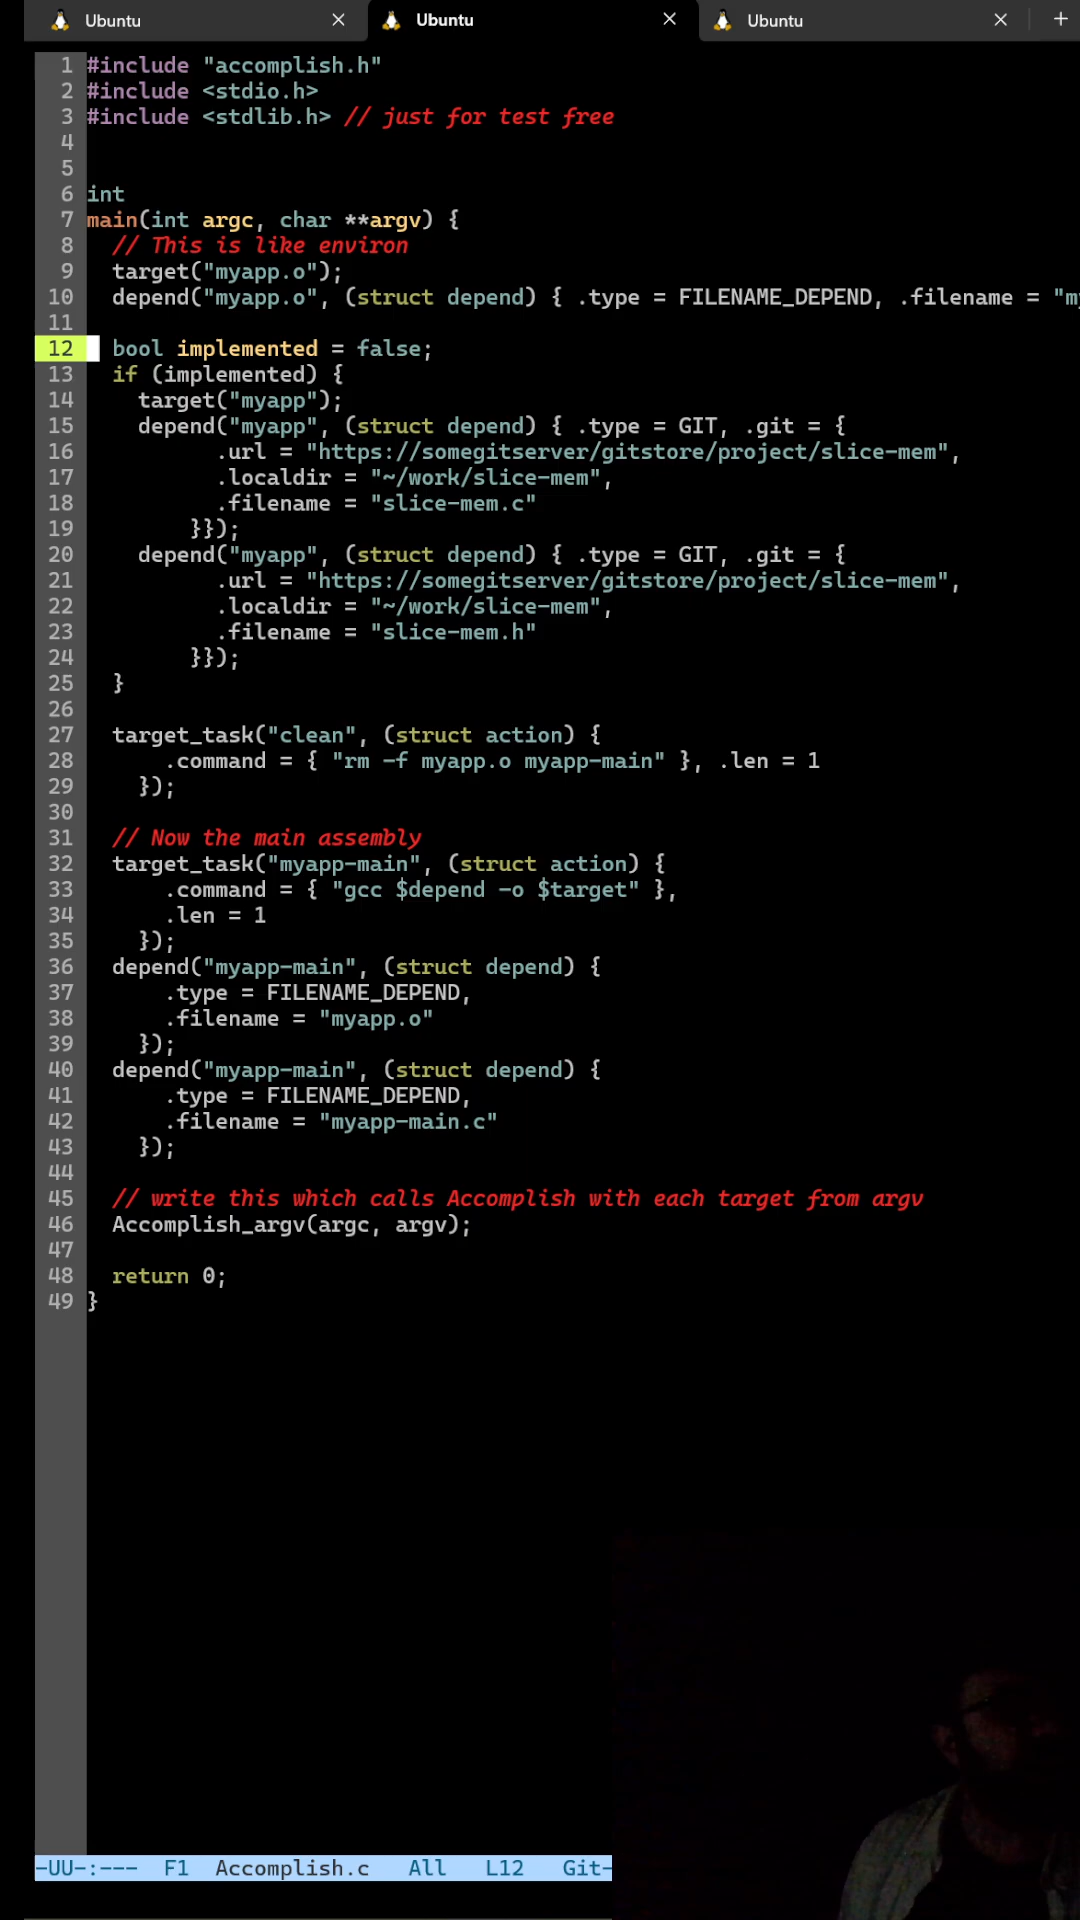 Ubuntu × Ubuntu × Ubuntu × +
1 #include "accomplish.h"
2 #include <stdio.h>
3 #include <stdlib.h> // just for test free
4
5
6 int
7 main(int argc, char **argv) {
8   // This is like environ
9   target("myapp.o");
10   depend("myapp.o", (struct depend) { .type = FILENAME_DEPEND, .filename = "m
11
12   bool implemented = false;
13   if (implemented) {
14     target("myapp");
15     depend("myapp", (struct depend) { .type = GIT, .git = {
16           .url = "https://somegitserver/gitstore/project/slice-mem",
17           .localdir = "~/work/slice-mem",
18           .filename = "slice-mem.c"
19         }});
20     depend("myapp", (struct depend) { .type = GIT, .git = {
21           .url = "https://somegitserver/gitstore/project/slice-mem",
22           .localdir = "~/work/slice-mem",
23           .filename = "slice-mem.h"
24         }});
25   }
26
27   target_task("clean", (struct action) {
28       .command = { "rm -f myapp.o myapp-main" }, .len = 1
29     });
30
31   // Now the main assembly
32   target_task("myapp-main", (struct action) {
33       .command = { "gcc $depend -o $target" },
34       .len = 1
35     });
36   depend("myapp-main", (struct depend) {
37       .type = FILENAME_DEPEND,
38       .filename = "myapp.o"
39     });
40   depend("myapp-main", (struct depend) {
41       .type = FILENAME_DEPEND,
42       .filename = "myapp-main.c"
43     });
44
45   // write this which calls Accomplish with each target from argv
46   Accomplish_argv(argc, argv);
47
48   return 0;
49 }
-UU-:---  F1  Accomplish.c   All   L12   Git-